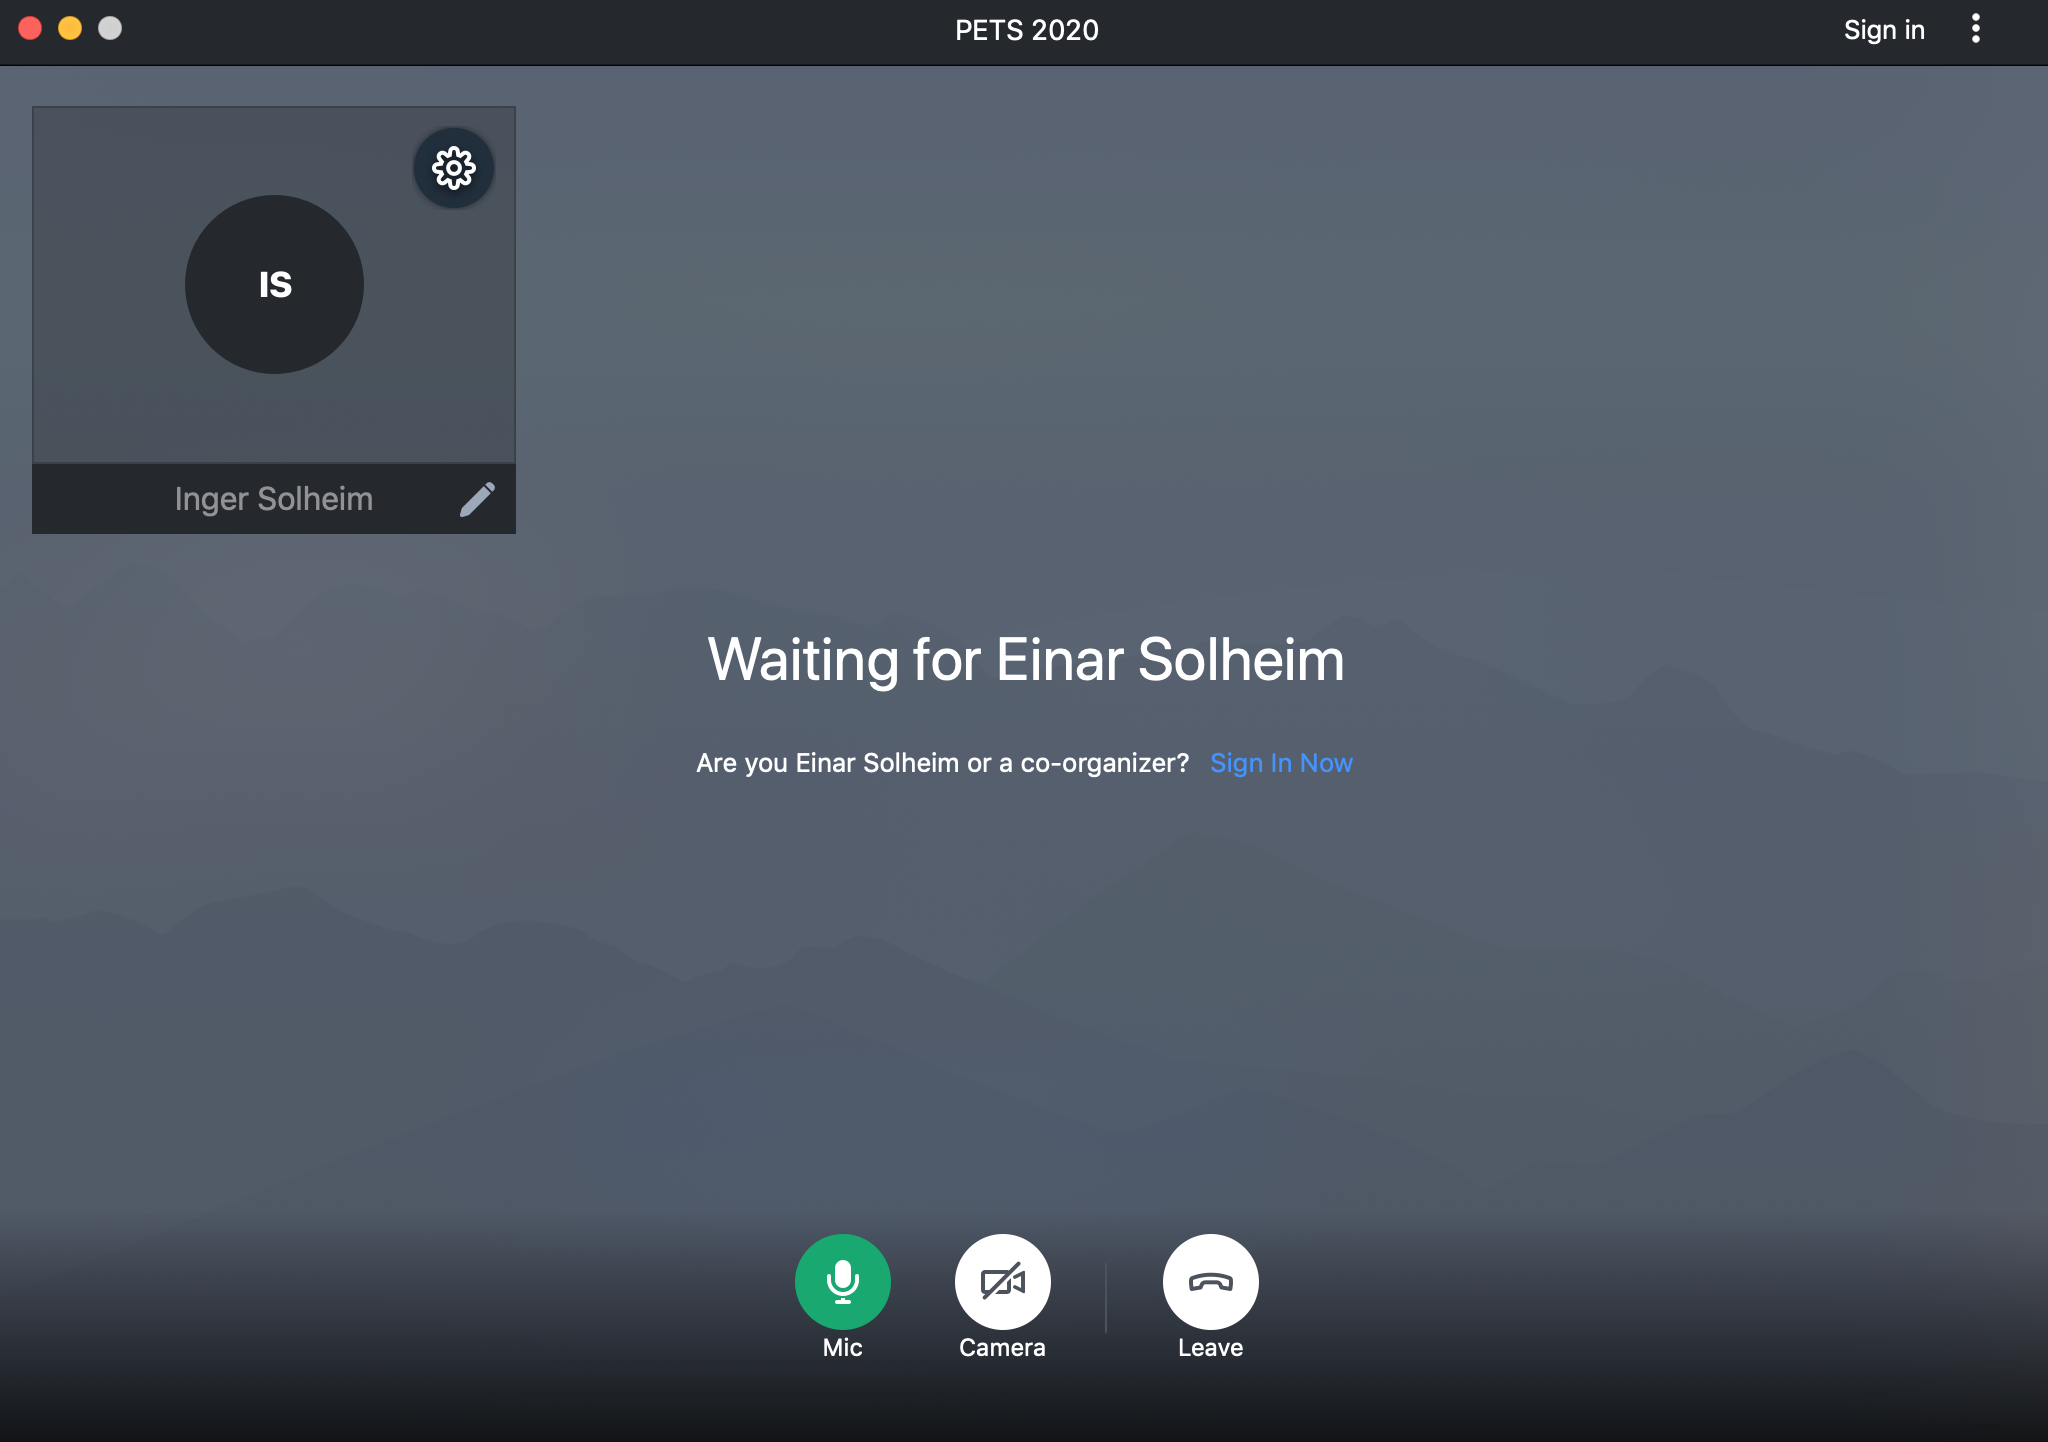 PETS 2020
Sign in
IS
Inger Solheim
Waiting for Einar Solheim
Are you Einar Solheim or a co-organizer? Sign In Now
Mic
Camera
Leave